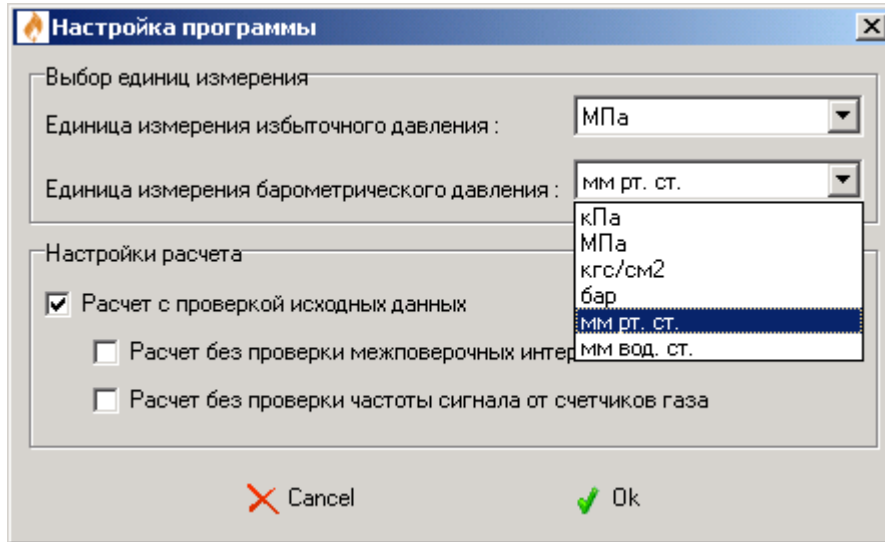 Настройка программы
Выбор единиц измерения
Единица измерения избыточного давления : МПа
Единица измерения барометрического давления : мм рт. ст.
кПа
МПа
кгс/см2
бар
мм рт. ст.
мм вод. ст.
Настройки расчета
Расчет с проверкой исходных данных
Расчет без проверки межповерочных
Расчет без проверки частоты сигнала от счетчиков газа
Cancel Ok